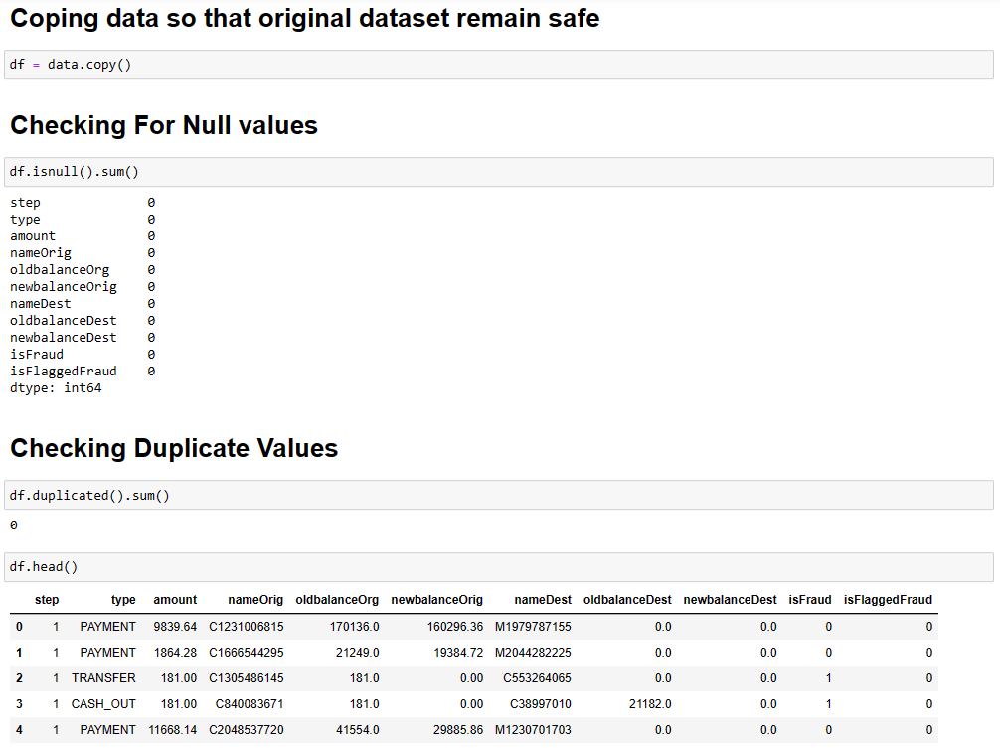 Coping data so that original dataset remain safe
df = data.copy()
Checking For Null values
df.isnull().sum()
step 0
type 0
amount 0
nameOrig 0
oldbalanceOrg 0
newbalanceOrig 0
nameDest 0
oldbalanceDest 0
newbalanceDest 0
isFraud 0
isFlaggedFraud 0
dtype: int64
Checking Duplicate Values
df.duplicated().sum()
0
df.head()
step type amount nameOrig oldbalanceOrg newbalanceOrig nameDest oldbalanceDest newbalanceDest isFraud isFlaggedFraud
0 1 PAYMENT 9839.64 C1231006815 170136.0 160296.36 M1979787155 0.0 0.0 0 0
1 1 PAYMENT 1864.28 C1666544295 21249.0 19384.72 M2044282225 0.0 0.0 0 0
2 1 TRANSFER 181.00 C1305486145 181.0 0.00 C553264065 0.0 0.0 1 0
3 1 CASH_OUT 181.00 C840083671 181.0 0.00 C38997010 21182.0 0.0 1 0
4 1 PAYMENT 11668.14 C2048537720 41554.0 29885.86 M1230701703 0.0 0.0 0 0